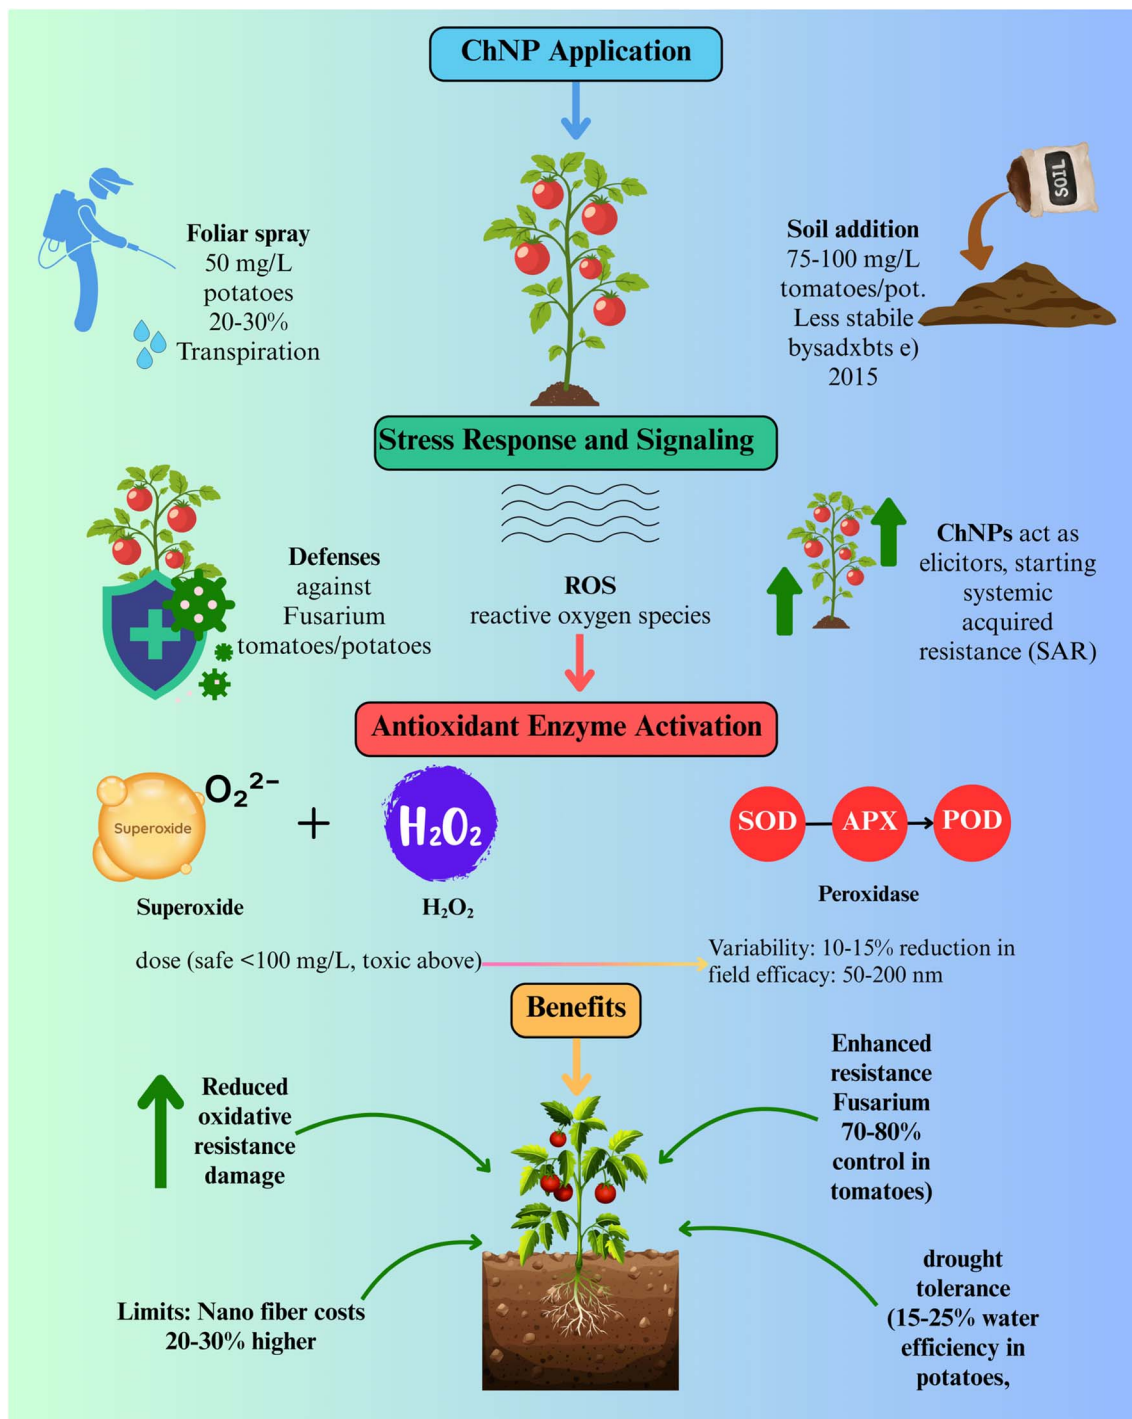 ChNP Application
Foliar spray
50 mg/L
potatoes
20-30%
Transpiration
SOIL
Soil addition
75-100 mg/L
tomatoes/pot.
Less stabile
bysadxbts e)
2015
Stress Response and Signaling
Defenses
against
Fusarium
tomatoes/potatoes
ROS
reactive oxygen species
ChNPs act as
elicitors, starting
systemic
acquired
resistance (SAR)
Antioxidant Enzyme Activation
Superoxide
O₂²⁻
+
H₂O₂
SOD APX POD
Superoxide
H₂O₂
Peroxidase
dose (safe <100 mg/L, toxic above)
Variability: 10-15% reduction in
field efficacy: 50-200 nm
Benefits
Reduced
oxidative
resistance
damage
Enhanced
resistance
Fusarium
70-80%
control in
tomatoes)
Limits: Nano fiber costs
20-30% higher
drought
tolerance
(15-25% water
efficiency in
potatoes,